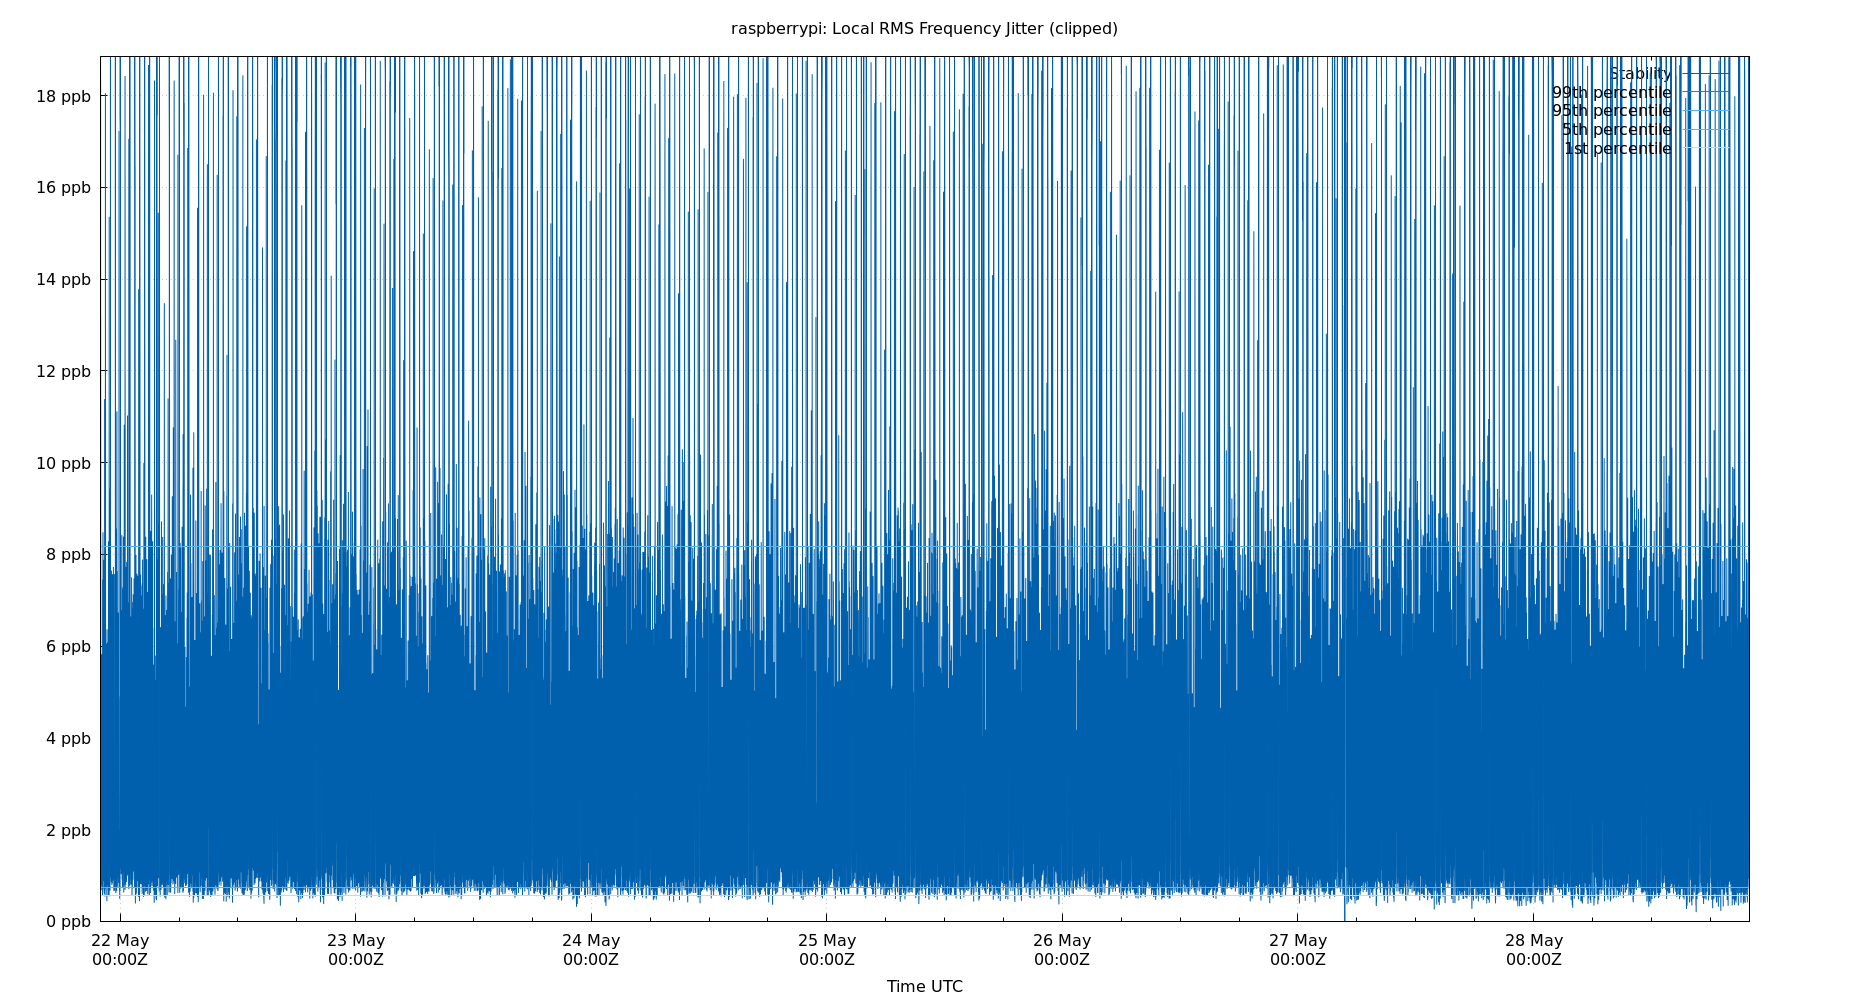 raspberrypi: Local RMS Frequency Jitter (clipped)
Stability
99th percentile
95th percentile
5th percentile
1st percentile
18 ppb
16 ppb
14 ppb
12 ppb
10 ppb
8 ppb
6 ppb
4 ppb
2 ppb
0 ppb
22 May 23 May 24 May 25 May 26 May 27 May 28 May
00:00Z 00:00Z 00:00Z 00:00Z 00:00Z 00:00Z 00:00Z
Time UTC